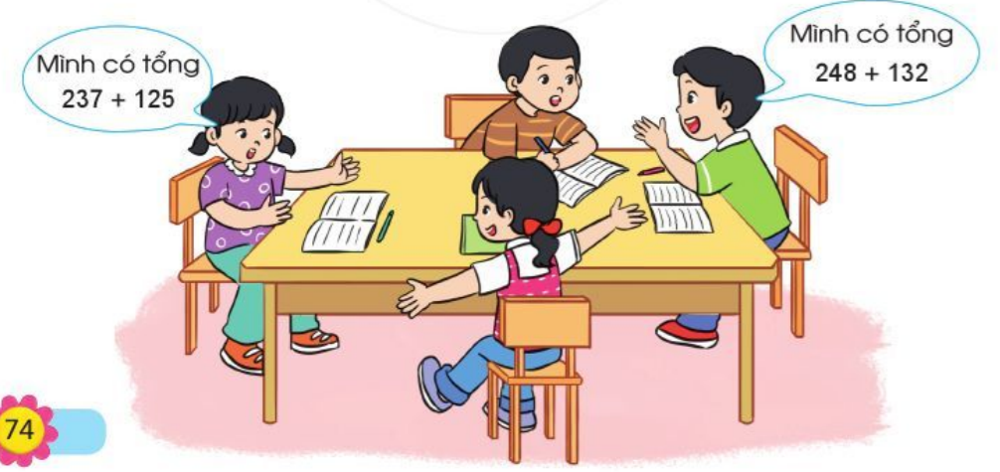 Mình có tổng
237 + 125
Mình có tổng
248 + 132
74